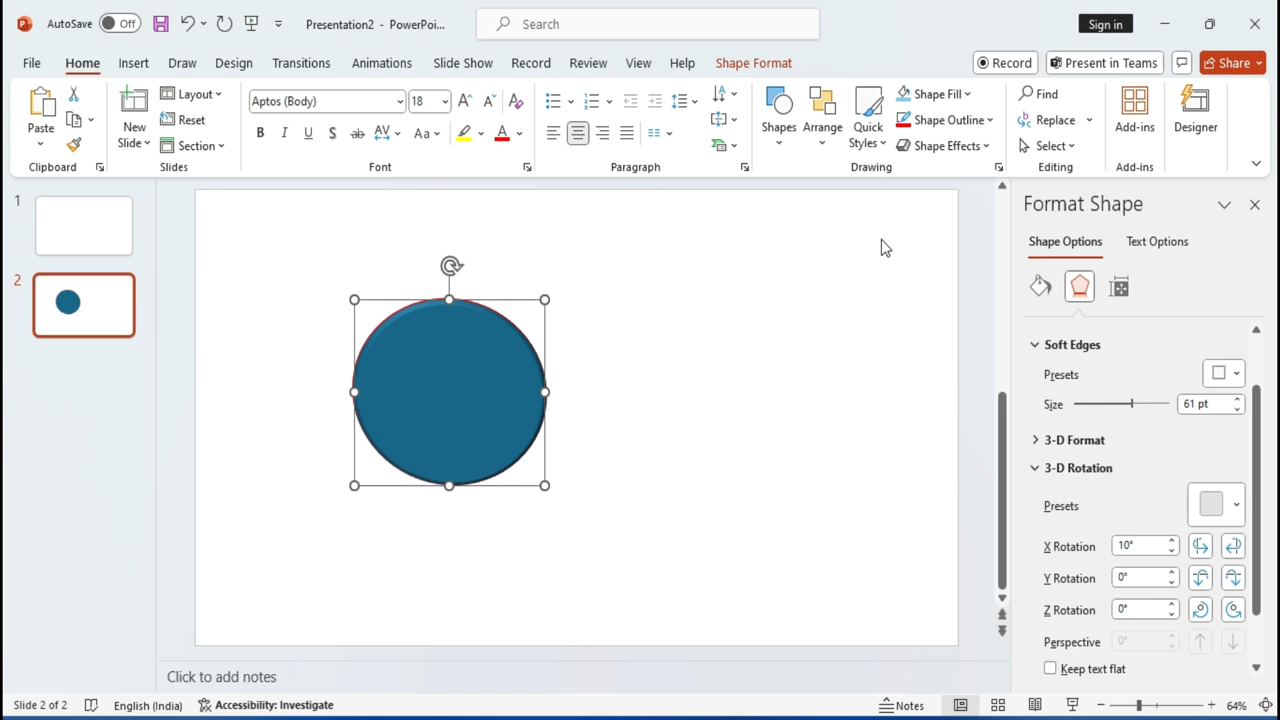 AutoSave Off Presentation2 - PowerPoi... Search Sign in
File Home Insert Draw Design Transitions Animations Slide Show Record Review View Help Shape Format Record Present in Teams Share
Paste New Slide Layout Reset Section Aptos (Body) 18 Shapes Arrange Quick Styles Shape Fill Shape Outline Shape Effects Find Replace Select Add-ins Designer
Clipboard Slides Font Paragraph Drawing Editing Add-ins
1
2
Format Shape
Shape Options Text Options
Soft Edges
Presets
Size 61 pt
3-D Format
3-D Rotation
Presets
X Rotation 10°
Y Rotation 0°
Z Rotation 0°
Perspective 0°
Keep text flat
Click to add notes
Slide 2 of 2 English (India) Accessibility: Investigate Notes 64%